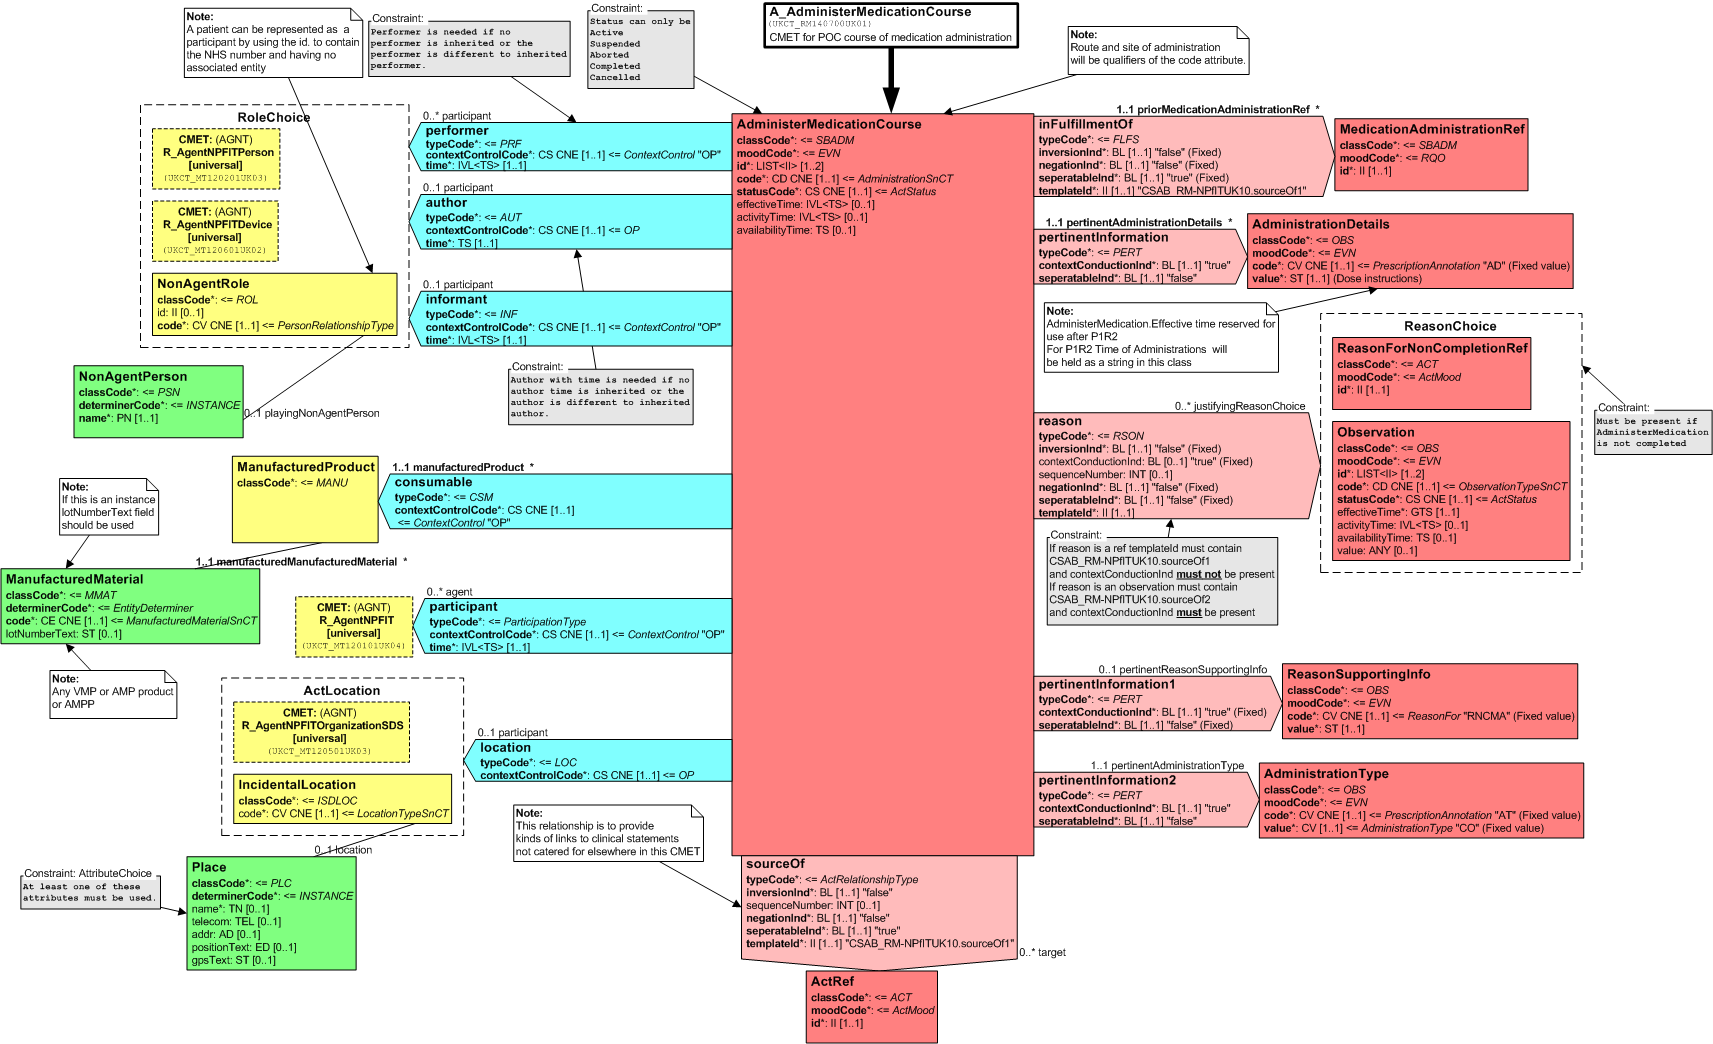 Note:
A patient can be represented as a
participant by using the id. to contain
the NHS number and having no
associated entity
Constraint:
Performer is needed if no
performer is inherited or the
performer is different to inherited
performer.
Constraint:
Status can only be
Active
Suspended
Aborted
Completed
Cancelled
A_AdministerMedicationCourse
(UKCT_RM140700UK01)
CMET for POC course of medication administration
Note:
Route and site of administration
will be qualifiers of the code attribute.
RoleChoice
CMET: (AGNT)
R_AgentNPFITPerson
[universal]
(UKCT_MT120201UK03)
CMET: (AGNT)
R_AgentNPFITDevice
[universal]
(UKCT_MT120601UK02)
NonAgentRole
classCode*: <= ROL
id: II [0..1]
code*: CV CNE [1..1] <= PersonRelationshipType
0..* participant
performer
typeCode*: <= PRF
contextControlCode*: CS CNE [1..1] <= ContextControl "OP"
time*: IVL<TS> [1..1]
0..1 participant
author
typeCode*: <= AUT
contextControlCode*: CS CNE [1..1] <= OP
time*: TS [1..1]
0..1 participant
informant
typeCode*: <= INF
contextControlCode*: CS CNE [1..1] <= ContextControl "OP"
time*: IVL<TS> [1..1]
Constraint:
Author with time is needed if no
author time is inherited or the
author is different to inherited
author.
AdministerMedicationCourse
classCode*: <= SBADM
moodCode*: <= EVN
id*: LIST<II> [1..2]
code*: CD CNE [1..1] <= AdministrationSnCT
statusCode*: CS CNE [1..1] <= ActStatus
effectiveTime: IVL<TS> [0..1]
activityTime: IVL<TS> [0..1]
availabilityTime: TS [0..1]
1..1 priorMedicationAdministrationRef *
inFulfillmentOf
typeCode*: <= FLFS
inversionInd*: BL [1..1] "false" (Fixed)
negationInd*: BL [1..1] "false" (Fixed)
seperatableInd*: BL [1..1] "true" (Fixed)
templateId*: II [1..1] "CSAB_RM-NPfITUK10.sourceOf1"
MedicationAdministrationRef
classCode*: <= SBADM
moodCode*: <= RQO
id*: II [1..1]
1..1 pertinentAdministrationDetails *
pertinentInformation
typeCode*: <= PERT
contextConductionInd*: BL [1..1] "true"
seperatableInd*: BL [1..1] "false"
AdministrationDetails
classCode*: <= OBS
moodCode*: <= EVN
code*: CV CNE [1..1] <= PrescriptionAnnotation "AD" (Fixed value)
value*: ST [1..1] (Dose instructions)
Note:
AdministerMedication.Effective time reserved for
use after P1R2
For P1R2 Time of Administrations will
be held as a string in this class
ReasonChoice
ReasonForNonCompletionRef
classCode*: <= ACT
moodCode*: <= ActMood
id*: II [1..1]
Observation
classCode*: <= OBS
moodCode*: <= EVN
id*: LIST<II> [1..2]
code*: CD CNE [1..1] <= ObservationTypeSnCT
statusCode*: CS CNE [1..1] <= ActStatus
effectiveTime*: GTS [1..1]
activityTime: IVL<TS> [0..1]
availabilityTime: TS [0..1]
value: ANY [0..1]
Constraint:
Must be present if
AdministerMedication
is not completed
0..* justifyingReasonChoice
reason
typeCode*: <= RSON
inversionInd*: BL [1..1] "false" (Fixed)
contextConductionInd: BL [0..1] "true" (Fixed)
sequenceNumber: INT [0..1]
negationInd*: BL [1..1] "false" (Fixed)
seperatableInd*: BL [1..1] "false" (Fixed)
templateId*: II [1..1]
Constraint:
If reason is a ref templateId must contain
CSAB_RM-NPfITUK10.sourceOf1
and contextConductionInd must not be present
If reason is an observation must contain
CSAB_RM-NPfITUK10.sourceOf2
and contextConductionInd must be present
NonAgentPerson
classCode*: <= PSN
determinerCode*: <= INSTANCE
name*: PN [1..1]
0..1 playingNonAgentPerson
Note:
If this is an instance
lotNumberText field
should be used
ManufacturedProduct
classCode*: <= MANU
1..1 manufacturedProduct *
consumable
typeCode*: <= CSM
contextControlCode*: CS CNE [1..1]
<= ContextControl "OP"
1..1 manufacturedManufacturedMaterial *
ManufacturedMaterial
classCode*: <= MMAT
determinerCode*: <= EntityDeterminer
code*: CE CNE [1..1] <= ManufacturedMaterialSnCT
lotNumberText: ST [0..1]
Note:
Any VMP or AMP product
or AMPP
CMET: (AGNT)
R_AgentNPFIT
[universal]
(UKCT_MT120101UK04)
0..* agent
participant
typeCode*: <= ParticipationType
contextControlCode*: CS CNE [1..1] <= ContextControl "OP"
time*: IVL<TS> [1..1]
ActLocation
CMET: (AGNT)
R_AgentNPFITOrganizationSDS
[universal]
(UKCT_MT120501UK03)
IncidentalLocation
classCode*: <= ISDLOC
code*: CV CNE [1..1] <= LocationTypeSnCT
0..1 participant
location
typeCode*: <= LOC
contextControlCode*: CS CNE [1..1] <= OP
0..1 location
Constraint: AttributeChoice
At least one of these
attributes must be used.
Place
classCode*: <= PLC
determinerCode*: <= INSTANCE
name*: TN [0..1]
telecom: TEL [0..1]
addr: AD [0..1]
positionText: ED [0..1]
gpsText: ST [0..1]
Note:
This relationship is to provide
kinds of links to clinical statements
not catered for elsewhere in this CMET
0..1 pertinentReasonSupportingInfo
pertinentInformation1
typeCode*: <= PERT
contextConductionInd*: BL [1..1] "true" (Fixed)
seperatableInd*: BL [1..1] "false" (Fixed)
ReasonSupportingInfo
classCode*: <= OBS
moodCode*: <= EVN
code*: CV CNE [1..1] <= ReasonFor "RNCMA" (Fixed value)
value*: ST [1..1]
1..1 pertinentAdministrationType
pertinentInformation2
typeCode*: <= PERT
contextConductionInd*: BL [1..1] "true"
seperatableInd*: BL [1..1] "false"
AdministrationType
classCode*: <= OBS
moodCode*: <= EVN
code*: CV CNE [1..1] <= PrescriptionAnnotation "AT" (Fixed value)
value*: CV [1..1] <= AdministrationType "CO" (Fixed value)
sourceOf
typeCode*: <= ActRelationshipType
inversionInd*: BL [1..1] "false"
sequenceNumber: INT [0..1]
negationInd*: BL [1..1] "false"
seperatableInd*: BL [1..1] "true"
templateId*: II [1..1] "CSAB_RM-NPfITUK10.sourceOf1"
0..* target
ActRef
classCode*: <= ACT
moodCode*: <= ActMood
id*: II [1..1]